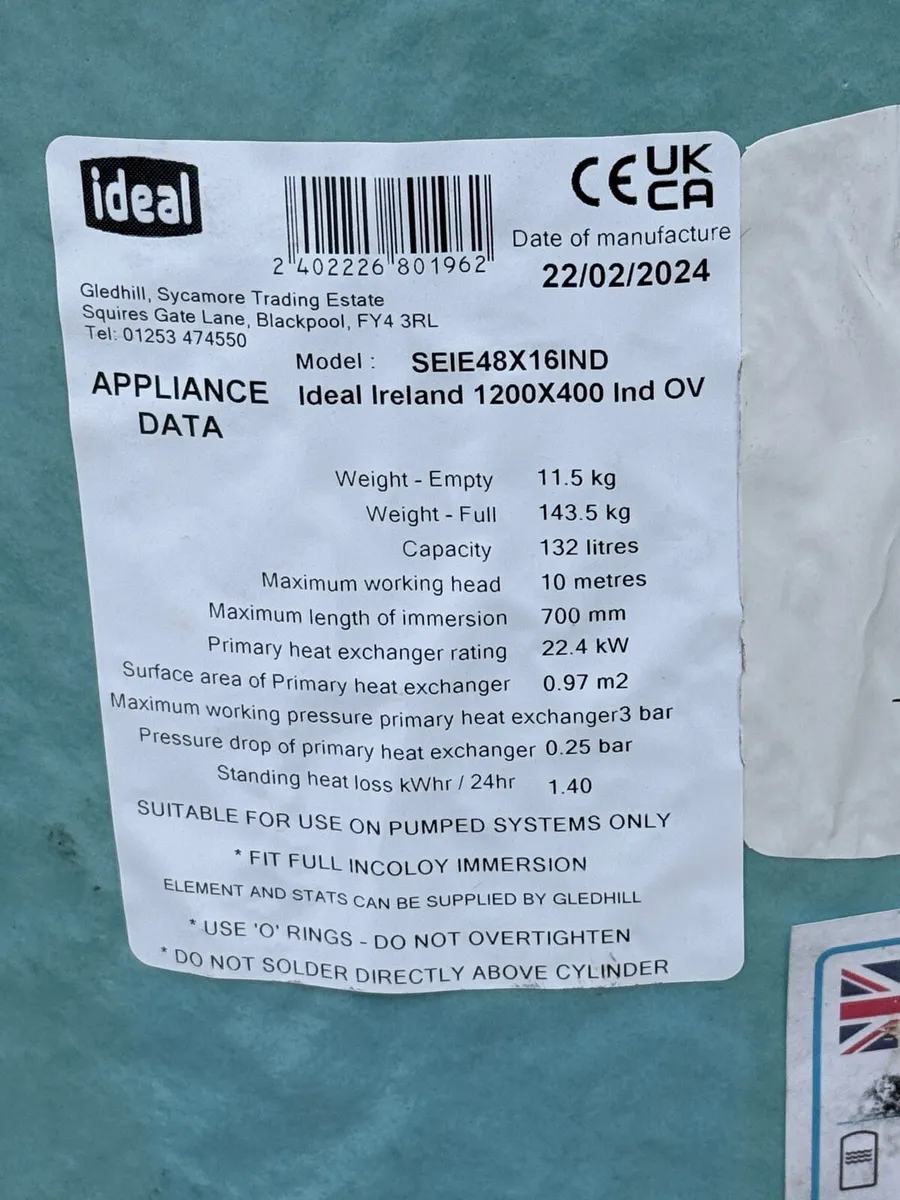 ideal
CE UK
CA
2 402226 801962
Date of manufacture
22/02/2024
Gledhill, Sycamore Trading Estate
Squires Gate Lane, Blackpool, FY4 3RL
Tel: 01253 474550
Model : SEIE48X16IND
APPLIANCE DATA
Ideal Ireland 1200X400 Ind OV
Weight - Empty 11.5 kg
Weight - Full 143.5 kg
Capacity 132 litres
Maximum working head 10 metres
Maximum length of immersion 700 mm
Primary heat exchanger rating 22.4 kW
Surface area of Primary heat exchanger 0.97 m2
Maximum working pressure primary heat exchanger3 bar
Pressure drop of primary heat exchanger 0.25 bar
Standing heat loss kWhr / 24hr 1.40
SUITABLE FOR USE ON PUMPED SYSTEMS ONLY
* FIT FULL INCOLOY IMMERSION
ELEMENT AND STATS CAN BE SUPPLIED BY GLEDHILL
* USE 'O' RINGS - DO NOT OVERTIGHTEN
* DO NOT SOLDER DIRECTLY ABOVE CYLINDER